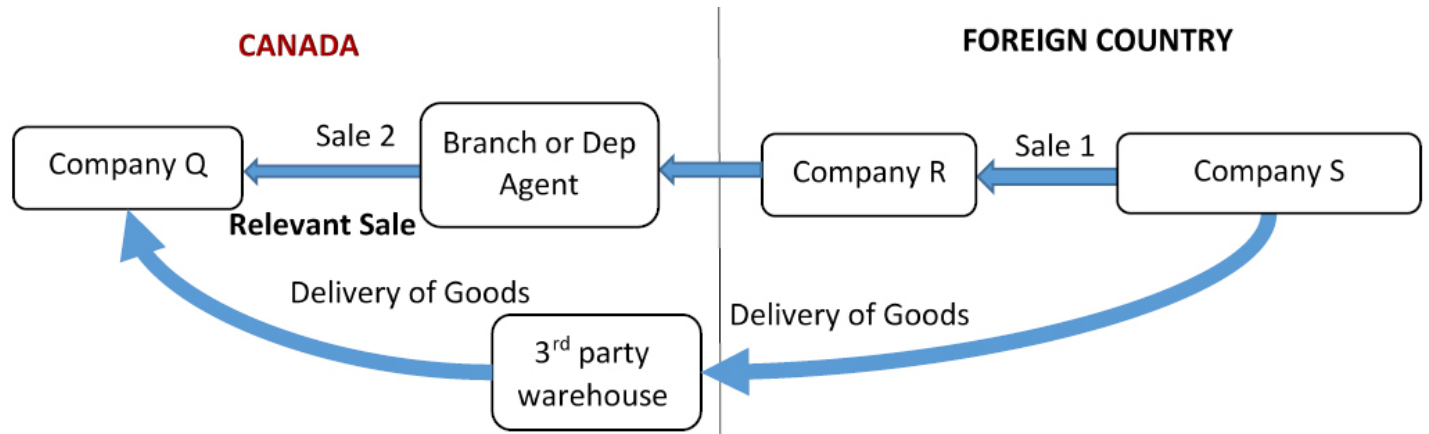 CANADA
FOREIGN COUNTRY
Company Q
Sale 2
Relevant Sale
Branch or Dep
Agent
Company R
Sale 1
Company S
Delivery of Goods
Delivery of Goods
3rd party
warehouse